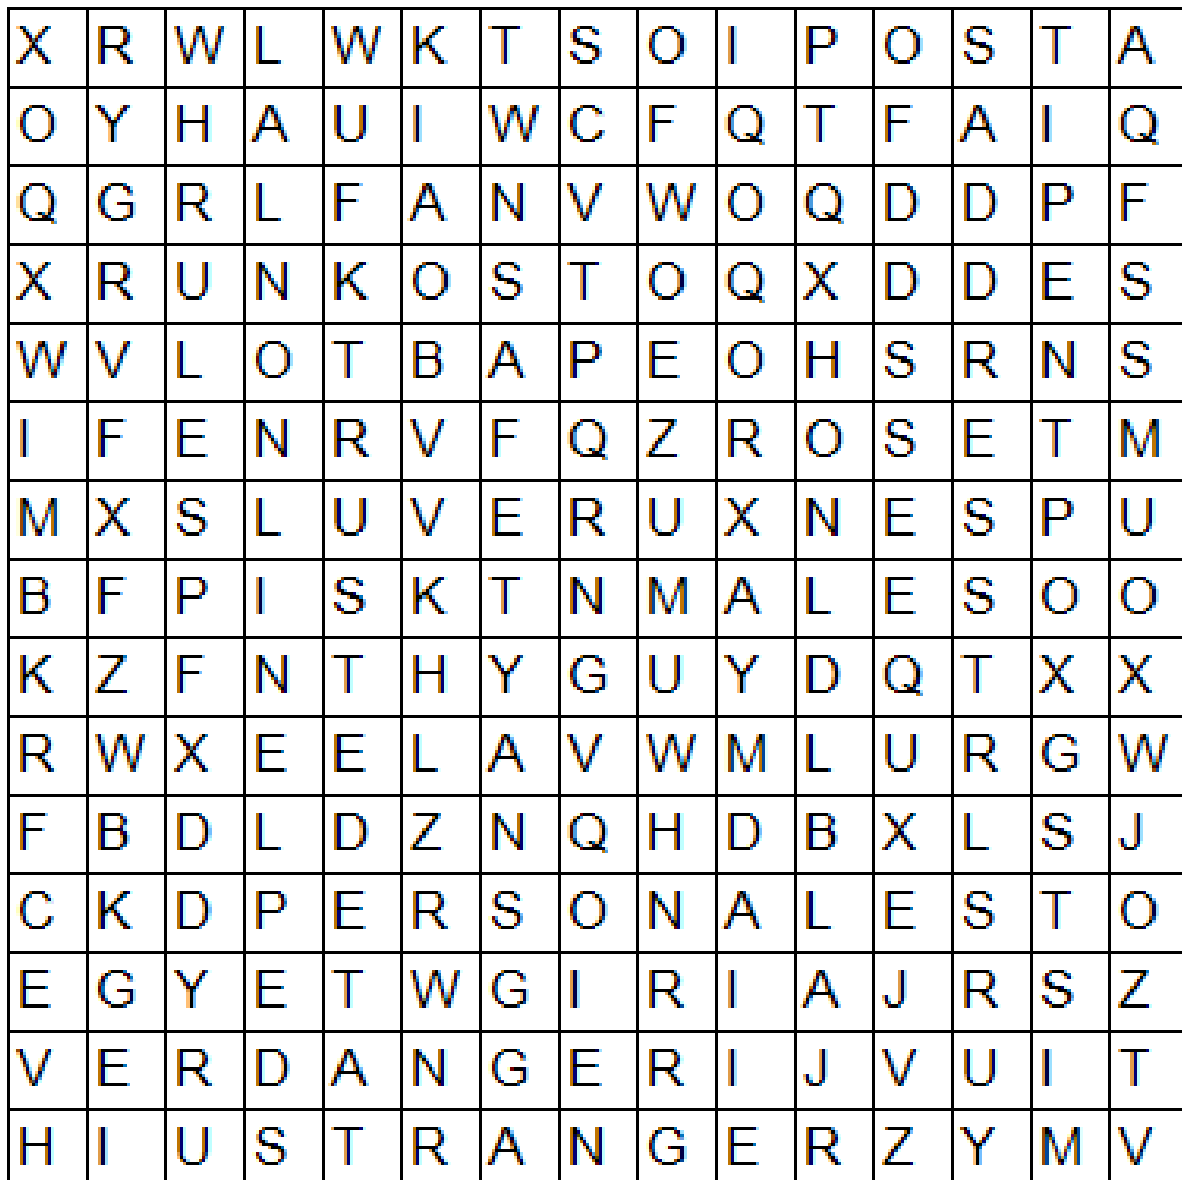 X R W L W K T S O I P O S T A
O Y H A U I W C F Q T F A I Q
Q G R L F A N V W O Q D D P F
X R U N K O S T O Q X D D E S
W V L O T B A P E O H S R N S
I F E N R V F Q Z R O S E T M
M X S L U V E R U X N E S P U
B F P I S K T N M A L E S O O
K Z F N T H Y G U Y D Q T X X
R W X E E L A V W M L U R G W
F B D L D Z N Q H D B X L S J
C K D P E R S O N A L E S T O
E G Y E T W G I R I A J R S Z
V E R D A N G E R I J V U I T
H I U S T R A N G E R Z Y M V